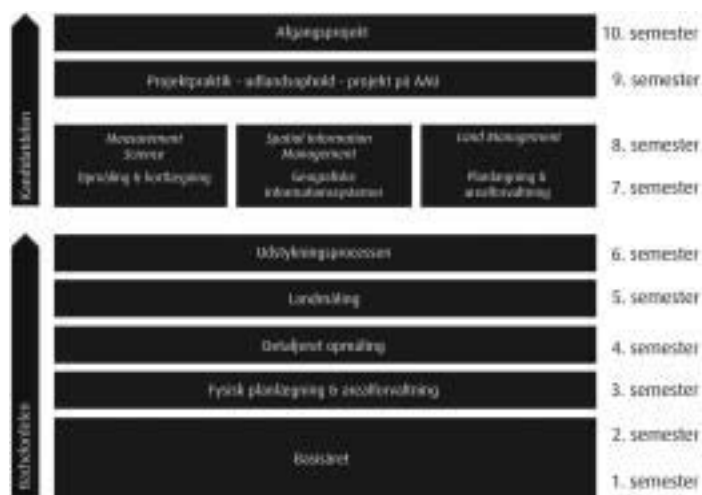 Afgangsprojekt
10. semester
Projektpraktik - udlandsophold - projekt på AAU
9. semester
Measurement
Science
Opmåling & kortlægning
Spatial Information
Management
Geografiske
informationssystemer
Land Management
Planlægning &
arealforvaltning
8. semester
7. semester
Kandidatdelen
Udstykningsprocessen
6. semester
Landmåling
5. semester
Detaljeret opmåling
4. semester
Fysisk planlægning & arealforvaltning
3. semester
Basisåret
2. semester
1. semester
Bachelordelen